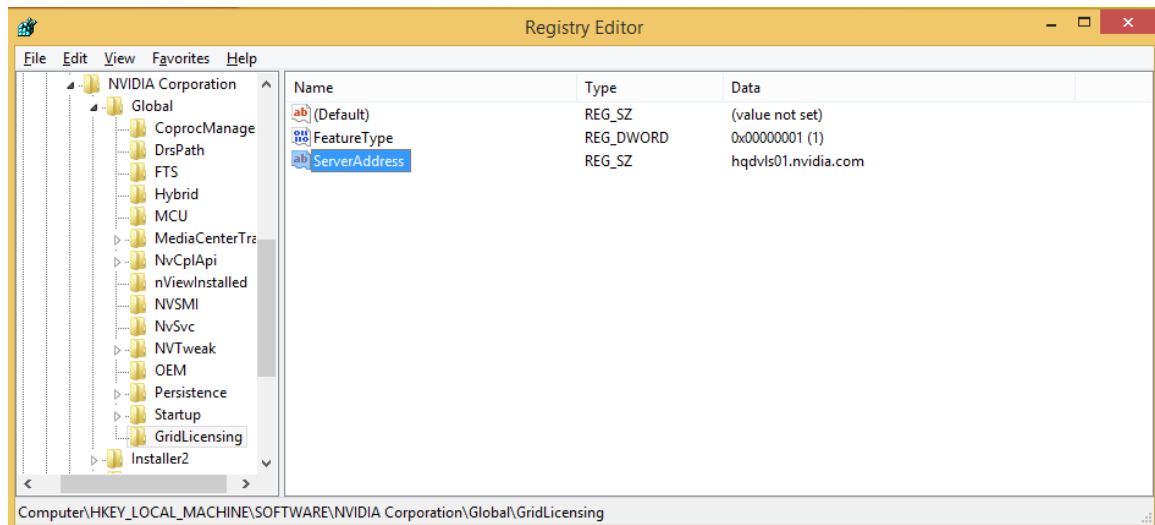 Registry Editor
File Edit View Favorites Help
NVIDIA Corporation
Global
CoprocManage
DrsPath
FTS
Hybrid
MCU
MediaCenterTra
NvCplApi
nViewInstalled
NVSMI
NvSvc
NVTweak
OEM
Persistence
Startup
GridLicensing
Installer2
Name Type Data
ab (Default) REG_SZ (value not set)
FeatureType REG_DWORD 0x00000001 (1)
ab ServerAddress REG_SZ hqdvls01.nvidia.com
Computer\HKEY_LOCAL_MACHINE\SOFTWARE\NVIDIA Corporation\Global\GridLicensing